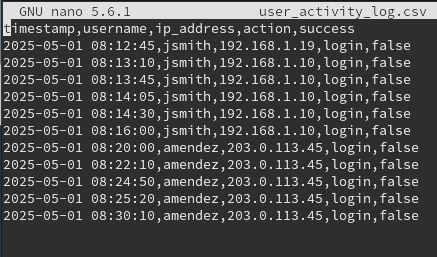 GNU nano 5.6.1 user_activity_log.csv
timestamp,username,ip_address,action,success
2025-05-01 08:12:45,jsmith,192.168.1.19,login,false
2025-05-01 08:13:10,jsmith,192.168.1.10,login,false
2025-05-01 08:13:45,jsmith,192.168.1.10,login,false
2025-05-01 08:14:05,jsmith,192.168.1.10,login,false
2025-05-01 08:14:30,jsmith,192.168.1.10,login,false
2025-05-01 08:16:00,jsmith,192.168.1.10,login,false
2025-05-01 08:20:00,amendez,203.0.113.45,login,false
2025-05-01 08:22:10,amendez,203.0.113.45,login,false
2025-05-01 08:24:50,amendez,203.0.113.45,login,false
2025-05-01 08:25:20,amendez,203.0.113.45,login,false
2025-05-01 08:30:10,amendez,203.0.113.45,login,false